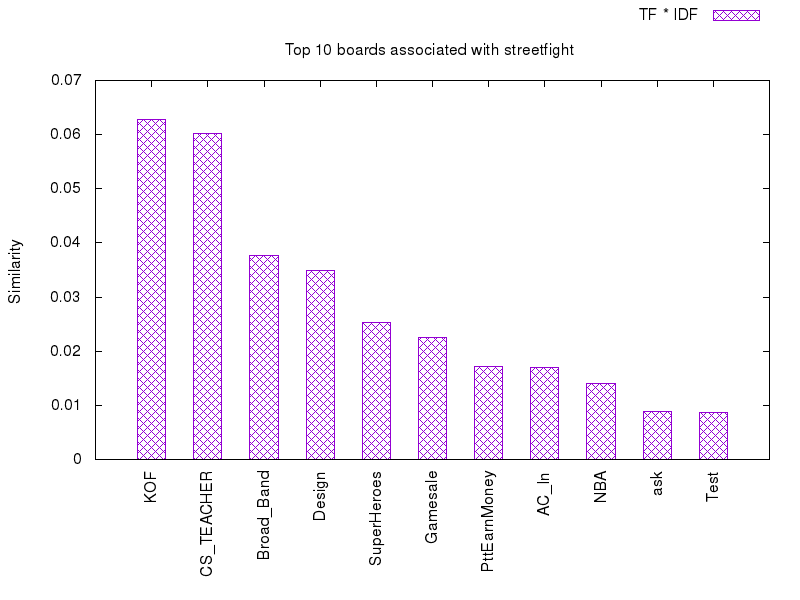 TF * IDF
Top 10 boards associated with streetfight
0.07
0.06
0.05
0.04
0.03
0.02
0.01
0
Similarity
KOF
CS_TEACHER
Broad_Band
Design
SuperHeroes
Gamesale
PttEarnMoney
AC_In
NBA
ask
Test